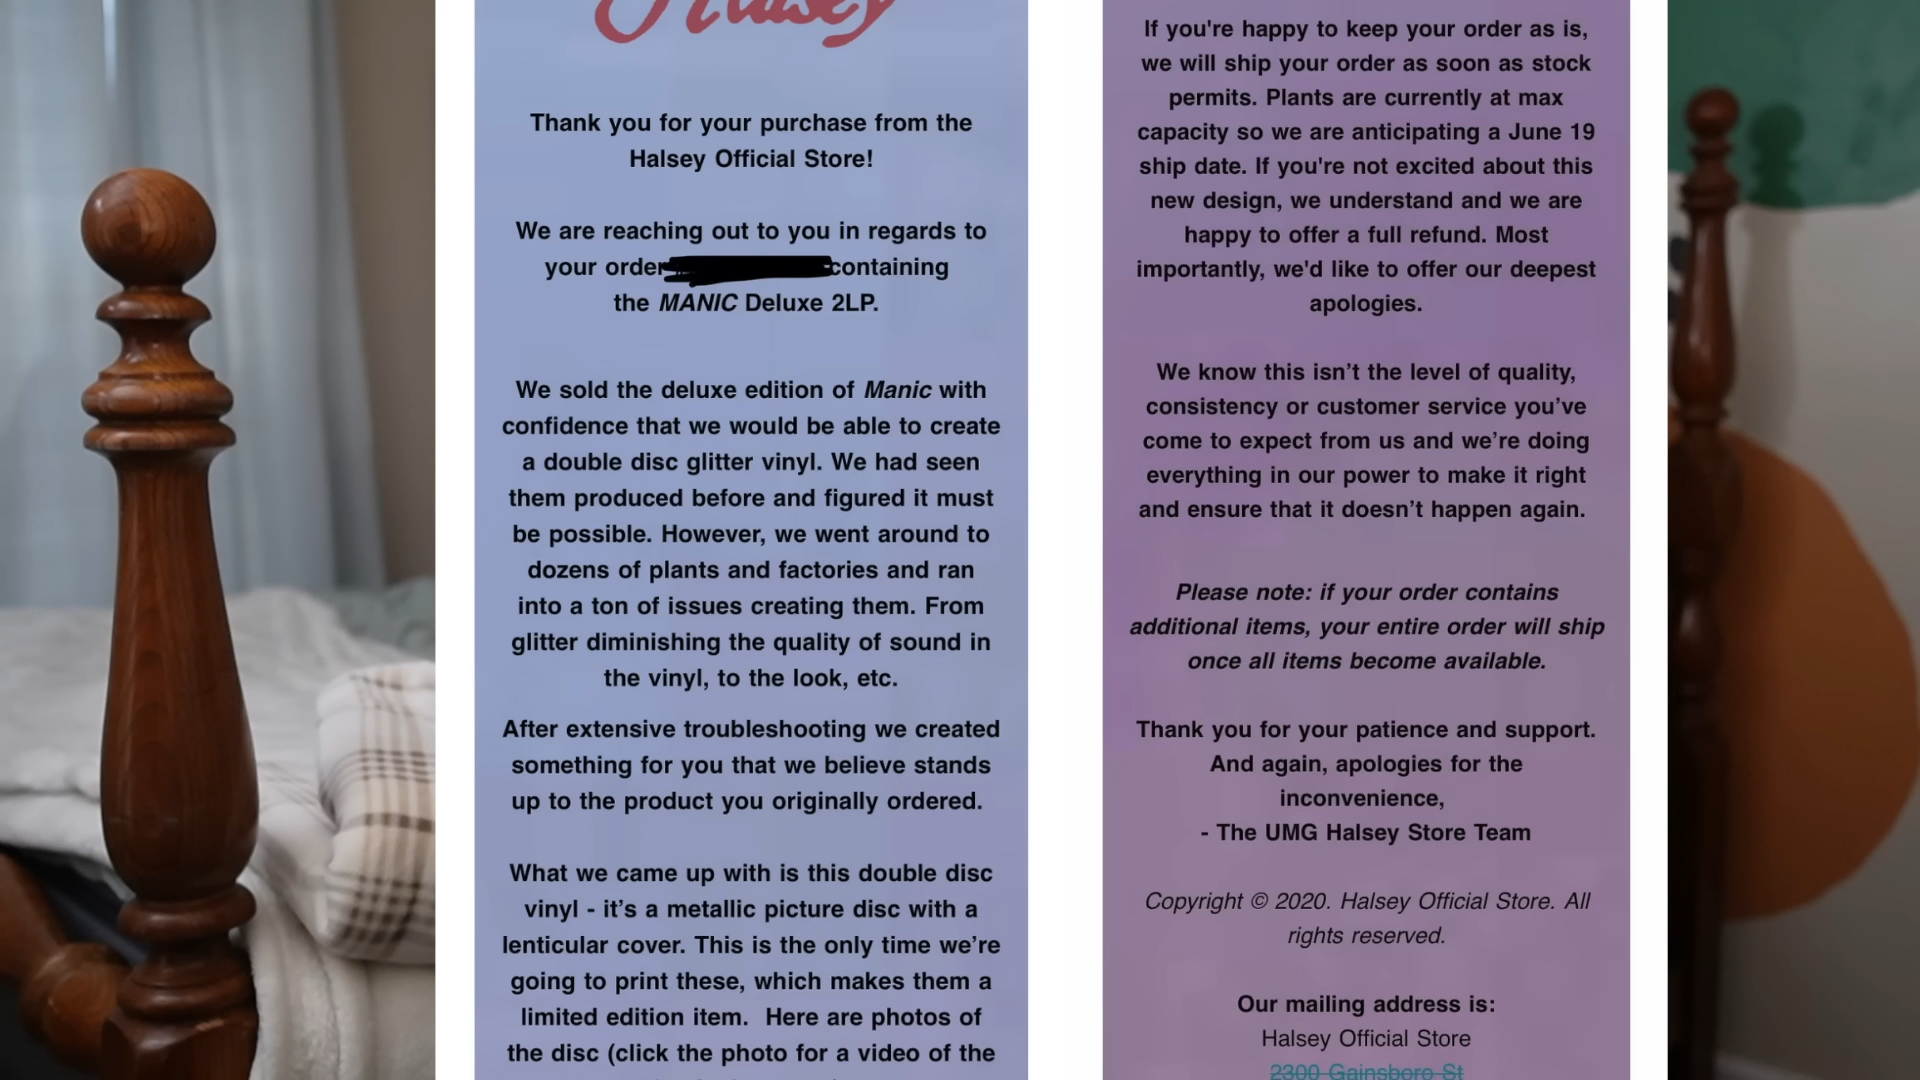 Halsey
Thank you for your purchase from the
Halsey Official Store!
We are reaching out to you in regards to
your order containing
the MANIC Deluxe 2LP.
We sold the deluxe edition of Manic with
confidence that we would be able to create
a double disc glitter vinyl. We had seen
them produced before and figured it must
be possible. However, we went around to
dozens of plants and factories and ran
into a ton of issues creating them. From
glitter diminishing the quality of sound in
the vinyl, to the look, etc.
After extensive troubleshooting we created
something for you that we believe stands
up to the product you originally ordered.
What we came up with is this double disc
vinyl - it’s a metallic picture disc with a
lenticular cover. This is the only time we’re
going to print these, which makes them a
limited edition item. Here are photos of
the disc (click the photo for a video of the
If you're happy to keep your order as is,
we will ship your order as soon as stock
permits. Plants are currently at max
capacity so we are anticipating a June 19
ship date. If you're not excited about this
new design, we understand and we are
happy to offer a full refund. Most
importantly, we'd like to offer our deepest
apologies.
We know this isn’t the level of quality,
consistency or customer service you’ve
come to expect from us and we’re doing
everything in our power to make it right
and ensure that it doesn’t happen again.
Please note: if your order contains
additional items, your entire order will ship
once all items become available.
Thank you for your patience and support.
And again, apologies for the
inconvenience,
- The UMG Halsey Store Team
Copyright © 2020. Halsey Official Store. All
rights reserved.
Our mailing address is:
Halsey Official Store
2300 Gainsboro St